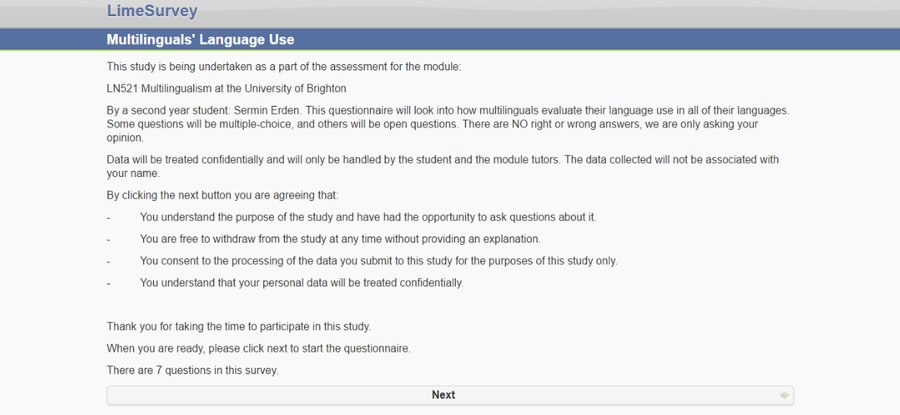 LimeSurvey
Multilinguals' Language Use
This study is being undertaken as a part of the assessment for the module:
LN521 Multilingualism at the University of Brighton
By a second year student: Sermin Erden. This questionnaire will look into how multilinguals evaluate their language use in all of their languages.
Some questions will be multiple-choice, and others will be open questions. There are NO right or wrong answers, we are only asking your
opinion.
Data will be treated confidentially and will only be handled by the student and the module tutors. The data collected will not be associated with
your name.
By clicking the next button you are agreeing that:
- You understand the purpose of the study and have had the opportunity to ask questions about it.
- You are free to withdraw from the study at any time without providing an explanation.
- You consent to the processing of the data you submit to this study for the purposes of this study only.
- You understand that your personal data will be treated confidentially.
Thank you for taking the time to participate in this study.
When you are ready, please click next to start the questionnaire.
There are 7 questions in this survey.
Next